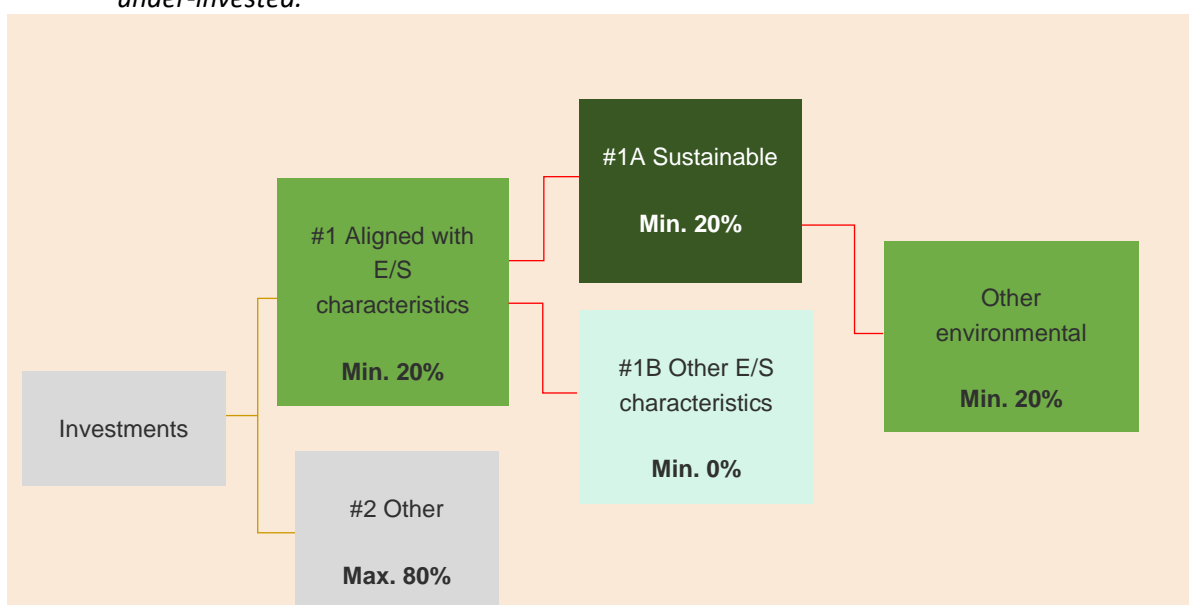 under-invested.
#1A Sustainable
Min. 20%
#1 Aligned with
E/S
characteristics
Min. 20%
Other
environmental
Min. 20%
#1B Other E/S
characteristics
Min. 0%
Investments
#2 Other
Max. 80%